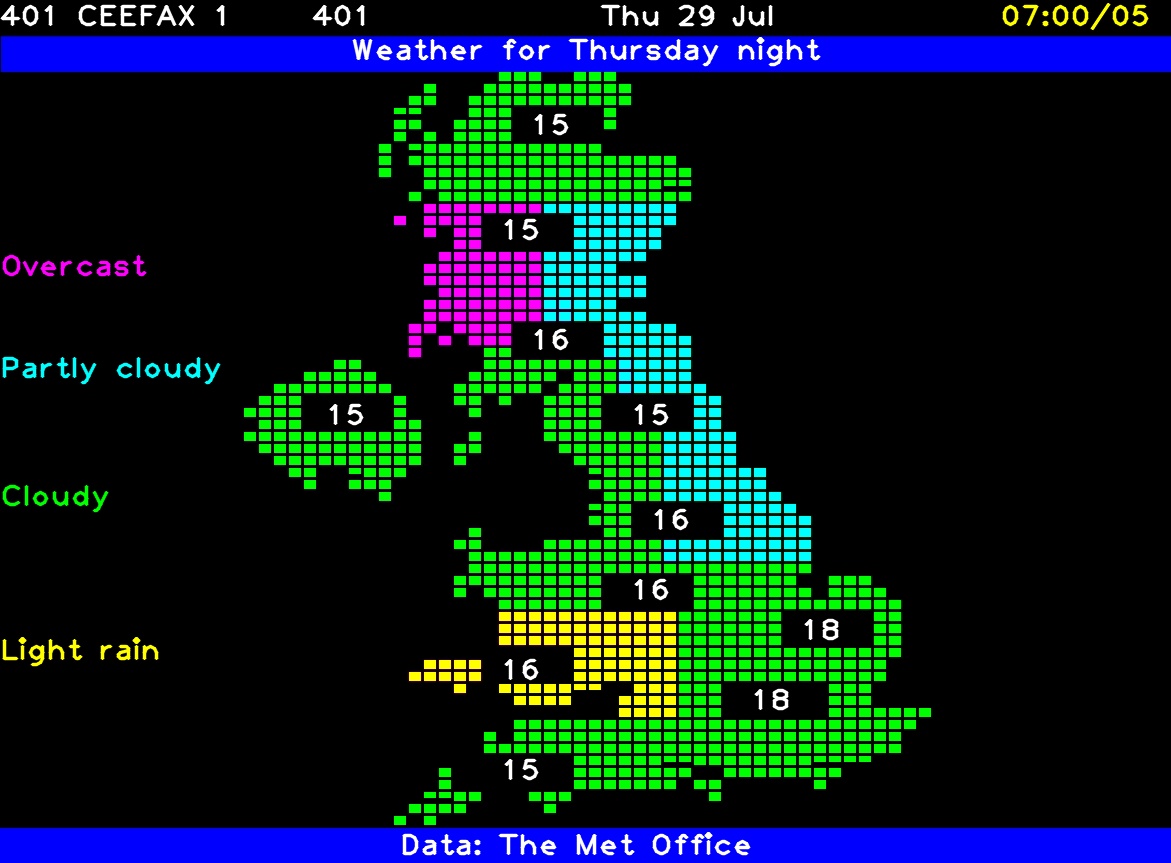 401 CEEFAX 1 401 Thu 29 Jul 07:00/05
Weather for Thursday night
15
15
Overcast
16
Partly cloudy
15 15
Cloudy
16
16
18
Light rain
16
18
15
Data: The Met Office